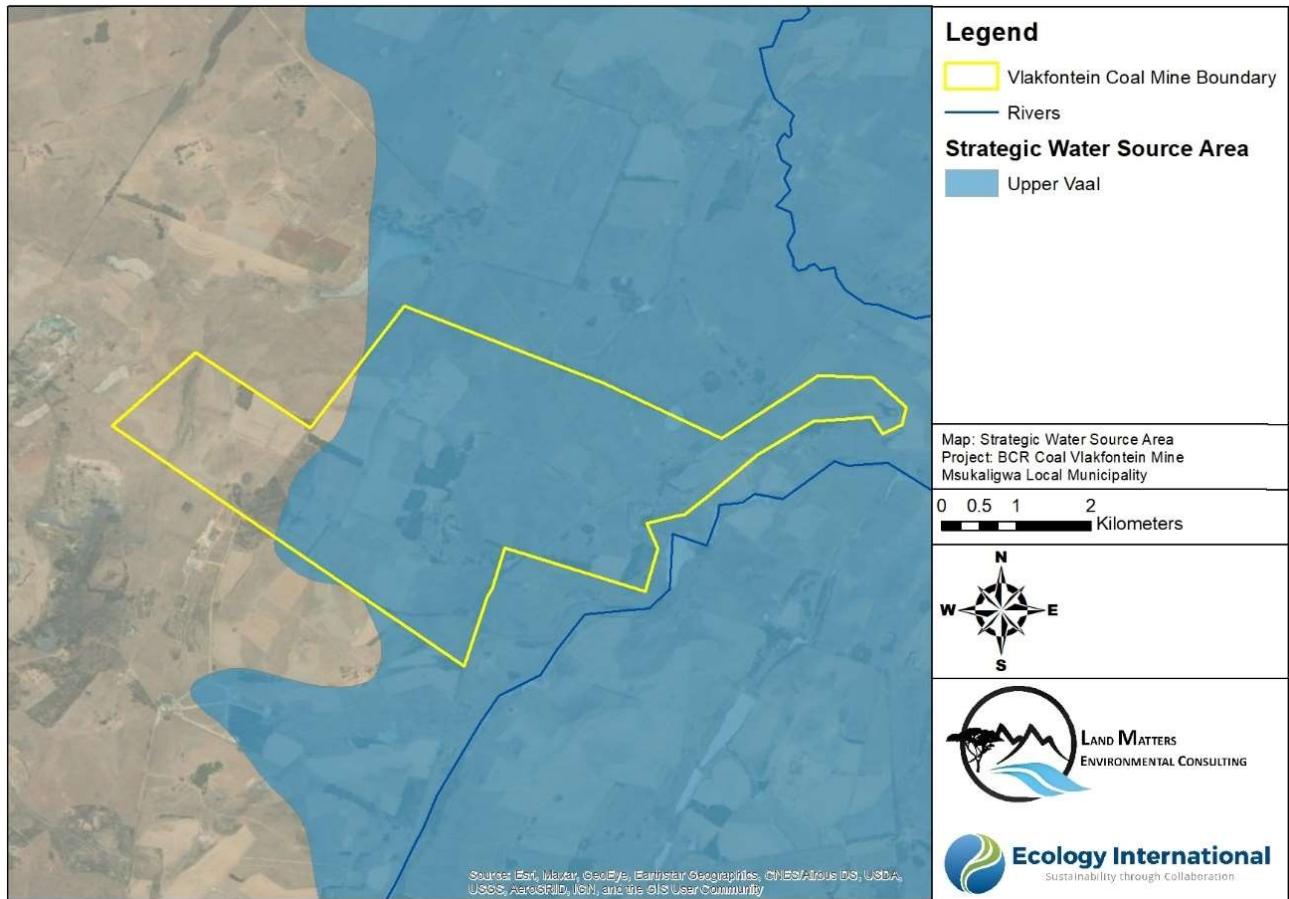 Legend
Vlakfontein Coal Mine Boundary
Rivers
Strategic Water Source Area
Upper Vaal
Map: Strategic Water Source Area
Project: BCR Coal Vlakfontein Mine
Msukaligwa Local Municipality
0 0.5 1 2
Kilometers
N
W E
S
LAND MATTERS
ENVIRONMENTAL CONSULTING
Ecology International
Sustainability through Collaboration
Source: Esri, Maxar, GeoEye, Earthstar Geographics, CNES/Airbus DS, USDA,
USGS, AeroGRID, IGN, and the GIS User Community